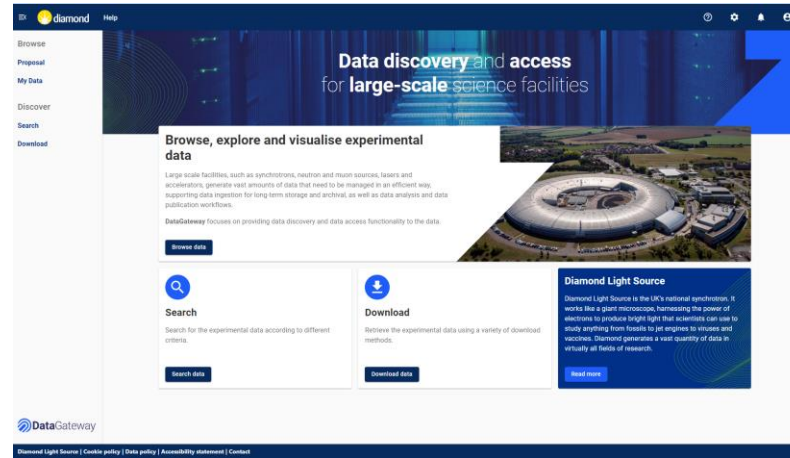 diamond
Help
Browse
Proposal
My Data
Discover
Search
Download
Data discovery and access
for large-scale science facilities
Browse, explore and visualise experimental
data
Large scale facilities, such as synchrotrons, neutron and muon sources, lasers and
accelerators, generate vast amounts of data that need to be managed in an efficient way,
supporting data ingestion for long-term storage and archival, as well as data analysis and data
publication workflows.
DataGateway focuses on providing data discovery and data access functionality to the data.
Browse data
Search
Search for the experimental data according to different
criteria.
Search data
Download
Retrieve the experimental data using a variety of download
methods.
Download data
Diamond Light Source
Diamond Light Source is the UK's national synchrotron. It
works like a giant microscope, harnessing the power of
electrons to produce bright light that scientists can use to
study anything from fossils to jet engines to viruses and
vaccines. Diamond generates a vast quantity of data in
virtually all fields of research.
Read more
DataGateway
Diamond Light Source | Cookie policy | Data policy | Accessibility statement | Contact